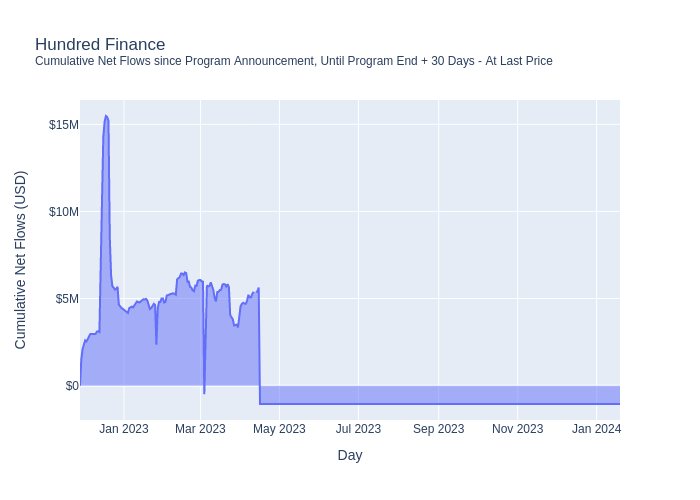 Hundred Finance
Cumulative Net Flows since Program Announcement, Until Program End + 30 Days - At Last Price
Cumulative Net Flows (USD)
$15M
$10M
$5M
$0
Jan 2023
Mar 2023
May 2023
Jul 2023
Sep 2023
Nov 2023
Jan 2024
Day